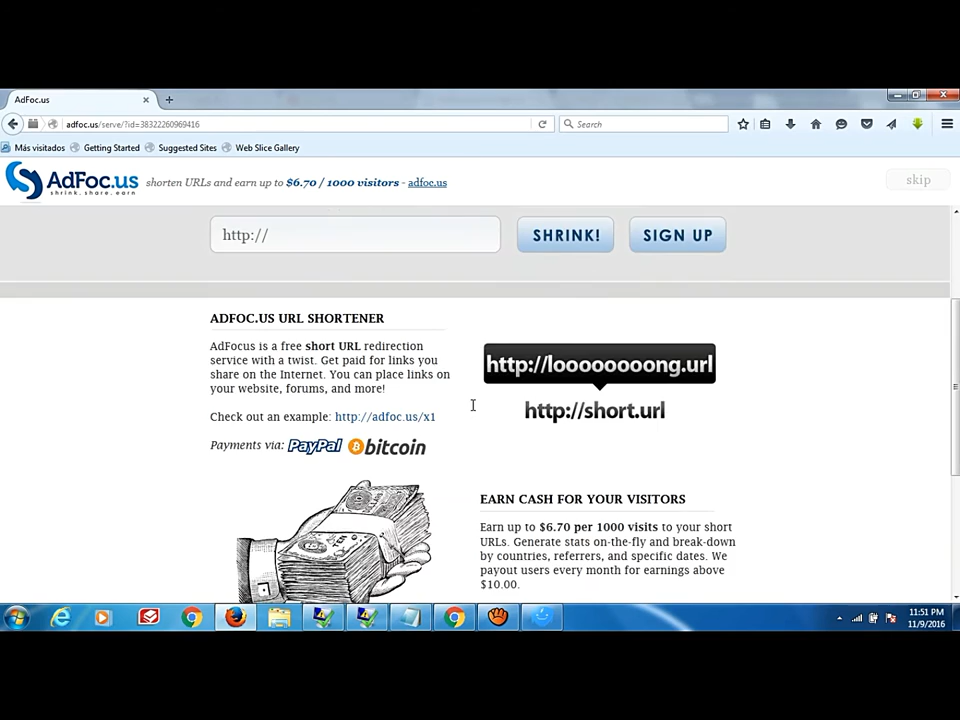 AdFoc.us
adfoc.us/serve/?id=38322260969416
Search
Más visitados
Getting Started
Suggested Sites
Web Slice Gallery
AdFoc.us
shrink. share. earn
shorten URLs and earn up to $6.70 / 1000 visitors - adfoc.us
skip
http://
SHRINK!
SIGN UP
ADFOC.US URL SHORTENER
AdFocus is a free short URL redirection
service with a twist. Get paid for links you
share on the Internet. You can place links on
your website, forums, and more!
Check out an example: http://adfoc.us/x1
Payments via: PayPal bitcoin
http://looooooooong.url
http://short.url
EARN CASH FOR YOUR VISITORS
Earn up to $6.70 per 1000 visits to your short
URLs. Generate stats on-the-fly and break-down
by countries, referrers, and specific dates. We
payout users every month for earnings above
$10.00.
11:51 PM
11/9/2016